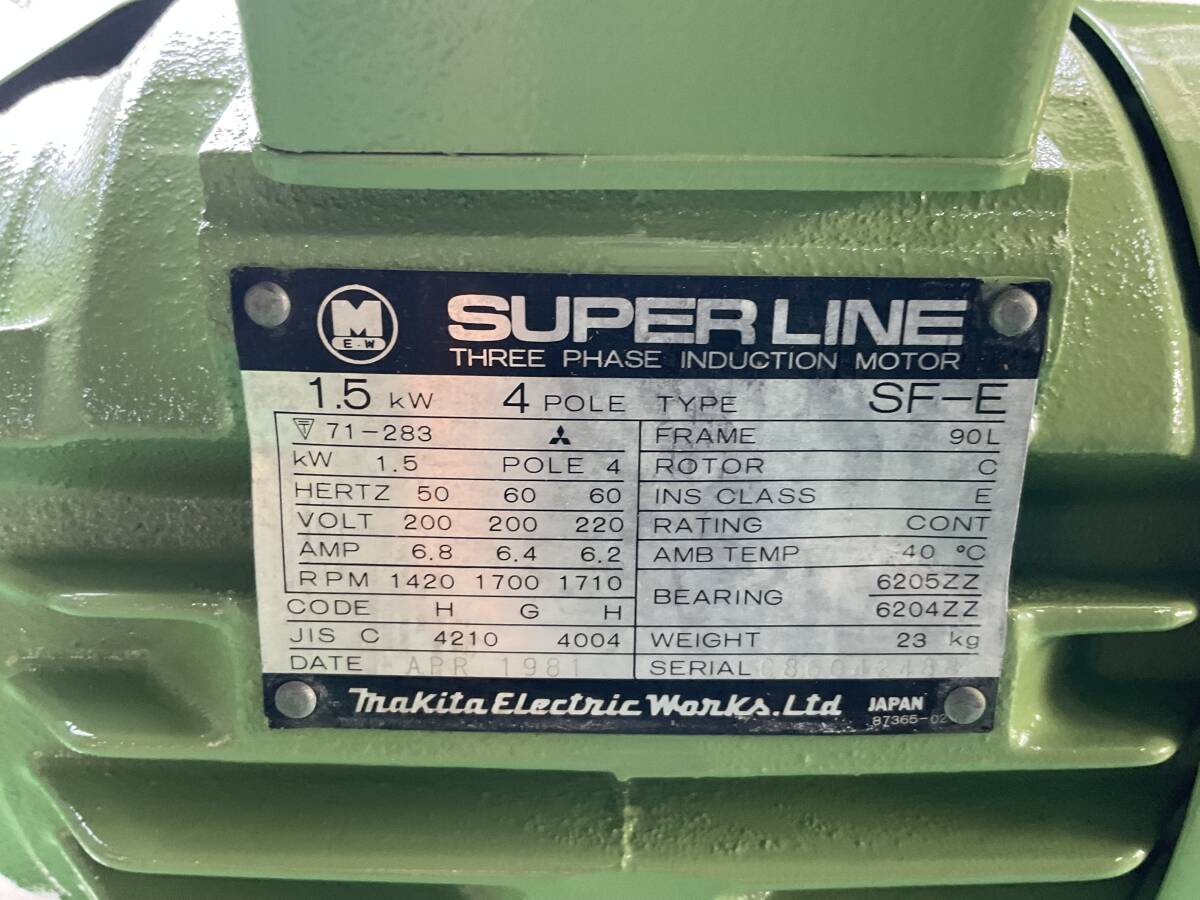 M
E-W
SUPER LINE
THREE PHASE INDUCTION MOTOR
1.5 kW 4 POLE TYPE SF-E
71-283
kW 1.5 POLE 4
HERTZ 50 60 60
VOLT 200 200 220
AMP 6.8 6.4 6.2
RPM 1420 1700 1710
CODE H G H
JIS C 4210 4004
DATE APR 1981
FRAME 90L
ROTOR C
INS CLASS E
RATING CONT
AMB TEMP 40 °C
BEARING 6205ZZ
6204ZZ
WEIGHT 23 kg
SERIAL
Makita Electric Works.Ltd JAPAN
87365-02